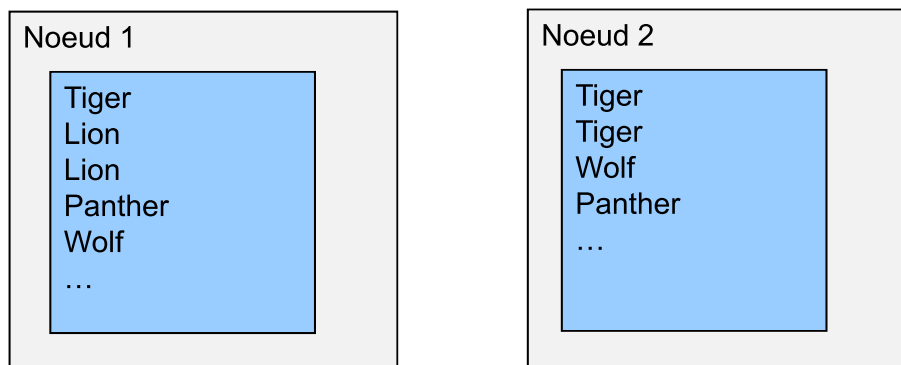 Noeud 1
Tiger
Lion
Lion
Panther
Wolf
…
Noeud 2
Tiger
Tiger
Wolf
Panther
…